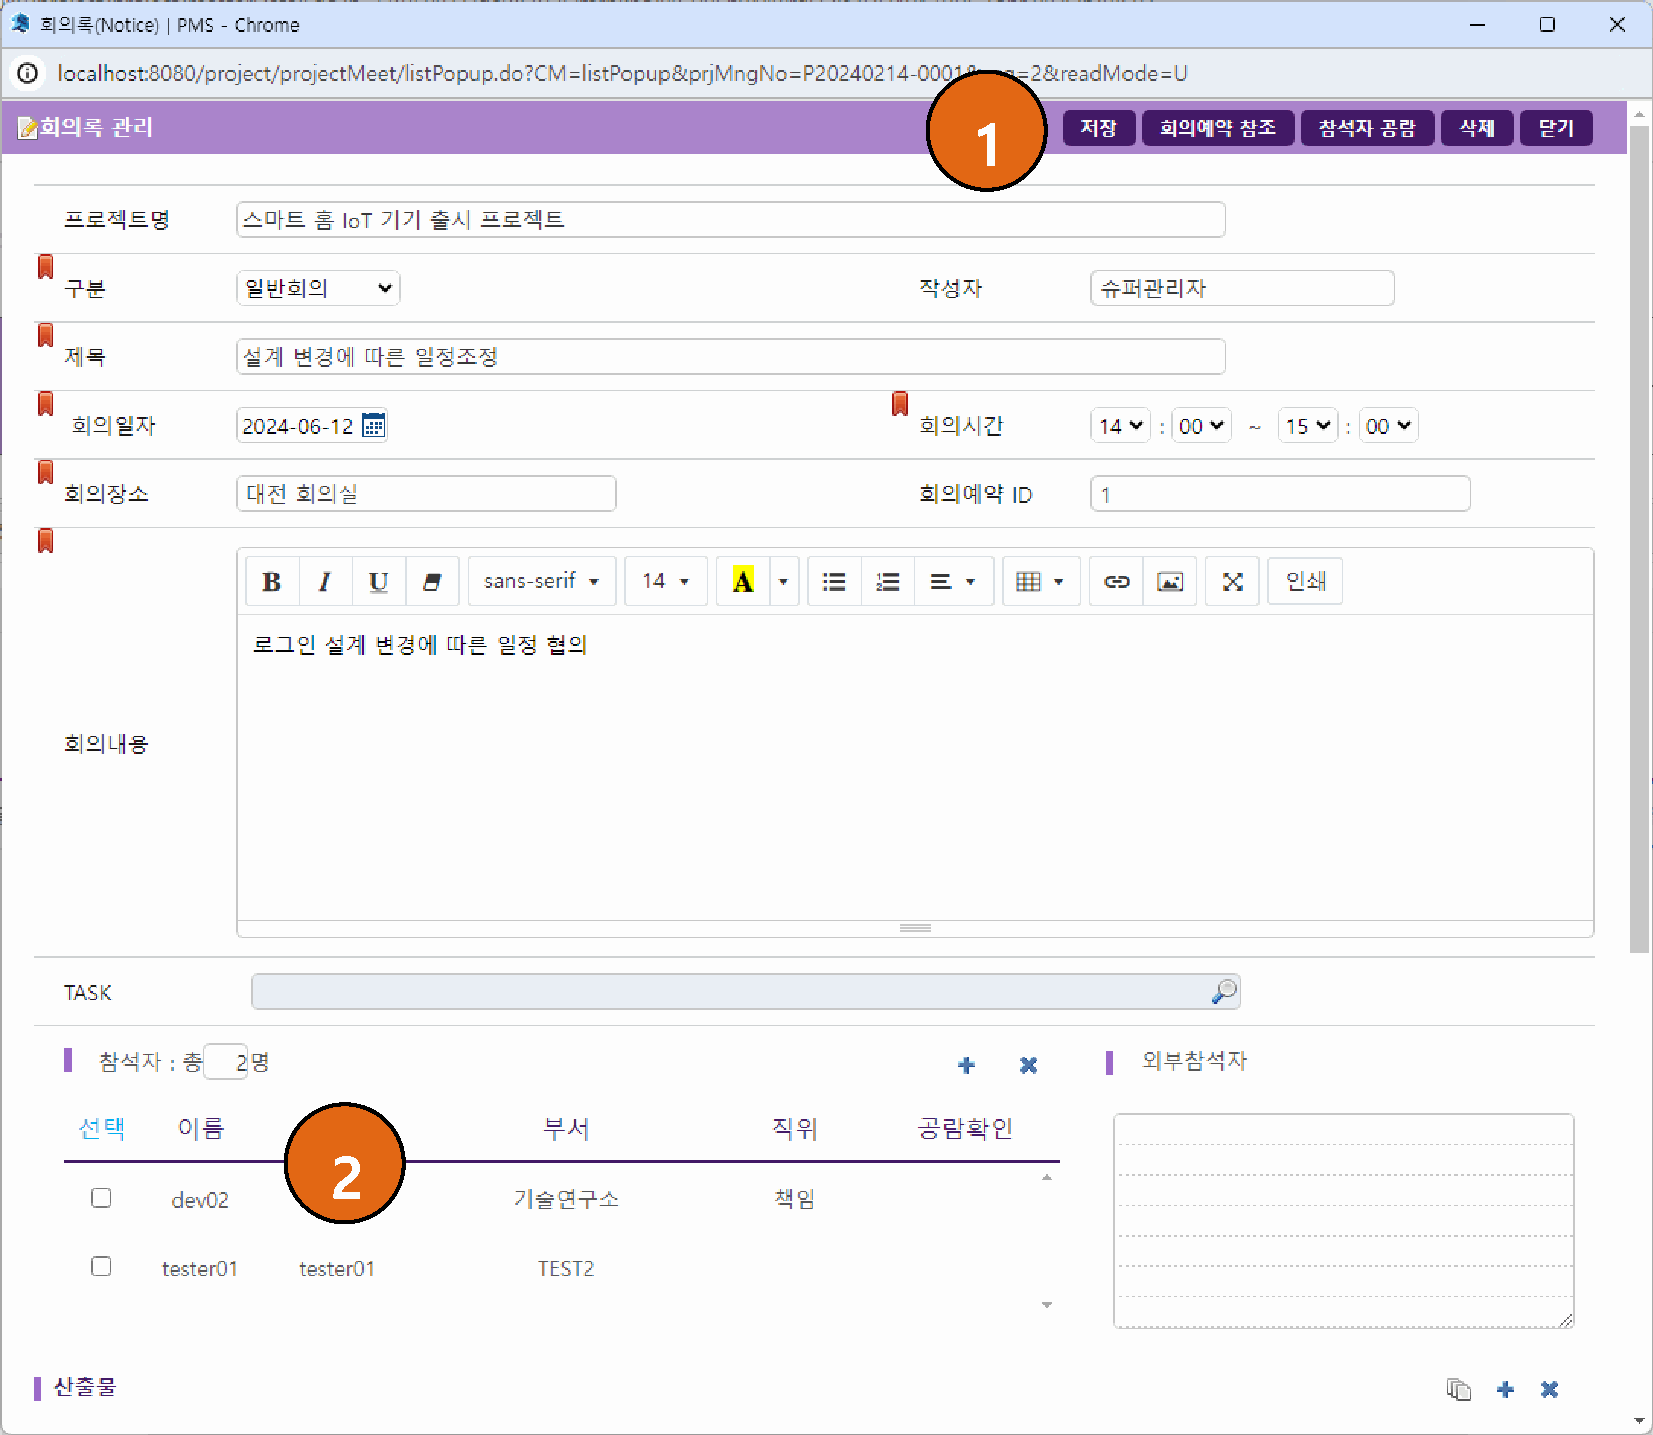 회의록(Notice) | PMS - Chrome
localhost:8080/project/projectMeet/listPopup.do?CM=listPopup&prjMngNo=P20240214-0001& =2&readMode=U
회의록 관리
1
저장 회의예약 참조 참석자 공람 삭제 닫기
프로젝트명 스마트 홈 IoT 기기 출시 프로젝트
구분 일반회의 작성자 슈퍼관리자
제목 설계 변경에 따른 일정조정
회의일자 2024-06-12 회의시간 14 : 00 ~ 15 : 00
회의장소 대전 회의실 회의예약 ID 1
B I U sans-serif 14 A 인쇄
로그인 설계 변경에 따른 일정 협의
회의내용
TASK
참석자 : 총 2명 외부참석자
선택 이름 부서 직위 공람확인
2
dev02 기술연구소 책임
tester01 tester01 TEST2
산출물